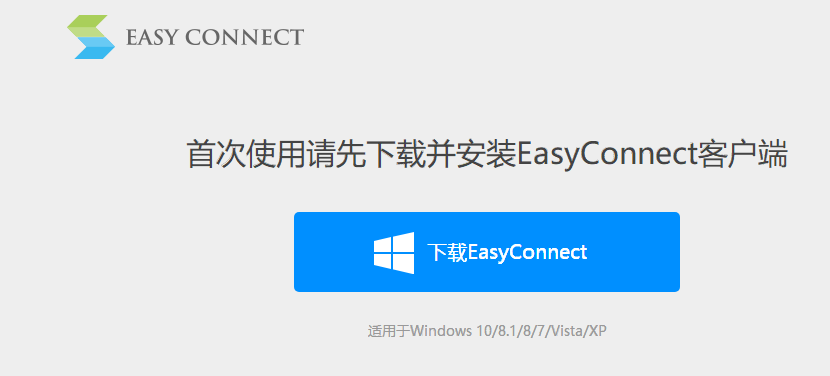 EASY CONNECT
首次使用请先下载并安装EasyConnect客户端
下载EasyConnect
适用于Windows 10/8.1/8/7/Vista/XP